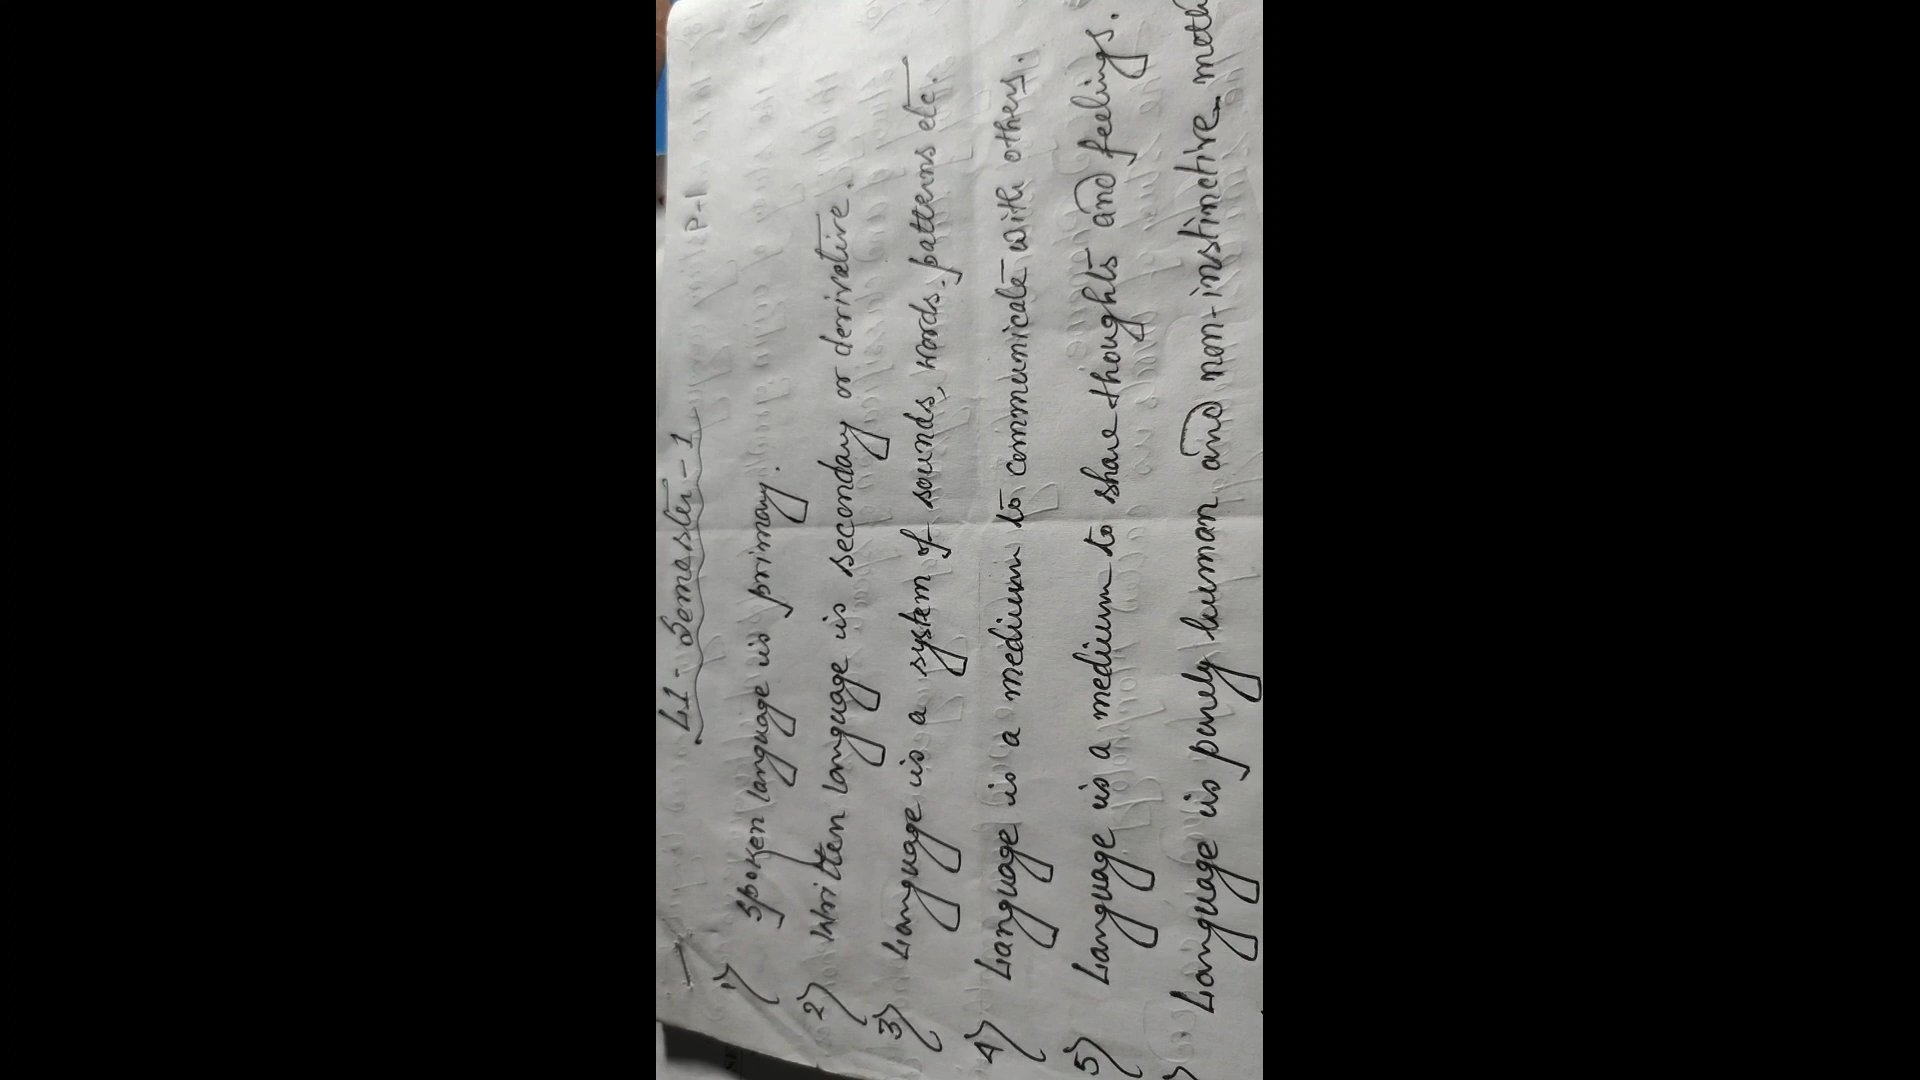 L1 - Semester - 1
P-1
1) Spoken language is primary.
2) Written language is secondary or derivative.
3) Language is a system of sounds, words, patterns etc.
4) Language is a medium to communicate with others.
5) Language is a medium to share thoughts and feelings.
Language is purely human and non-instinctive